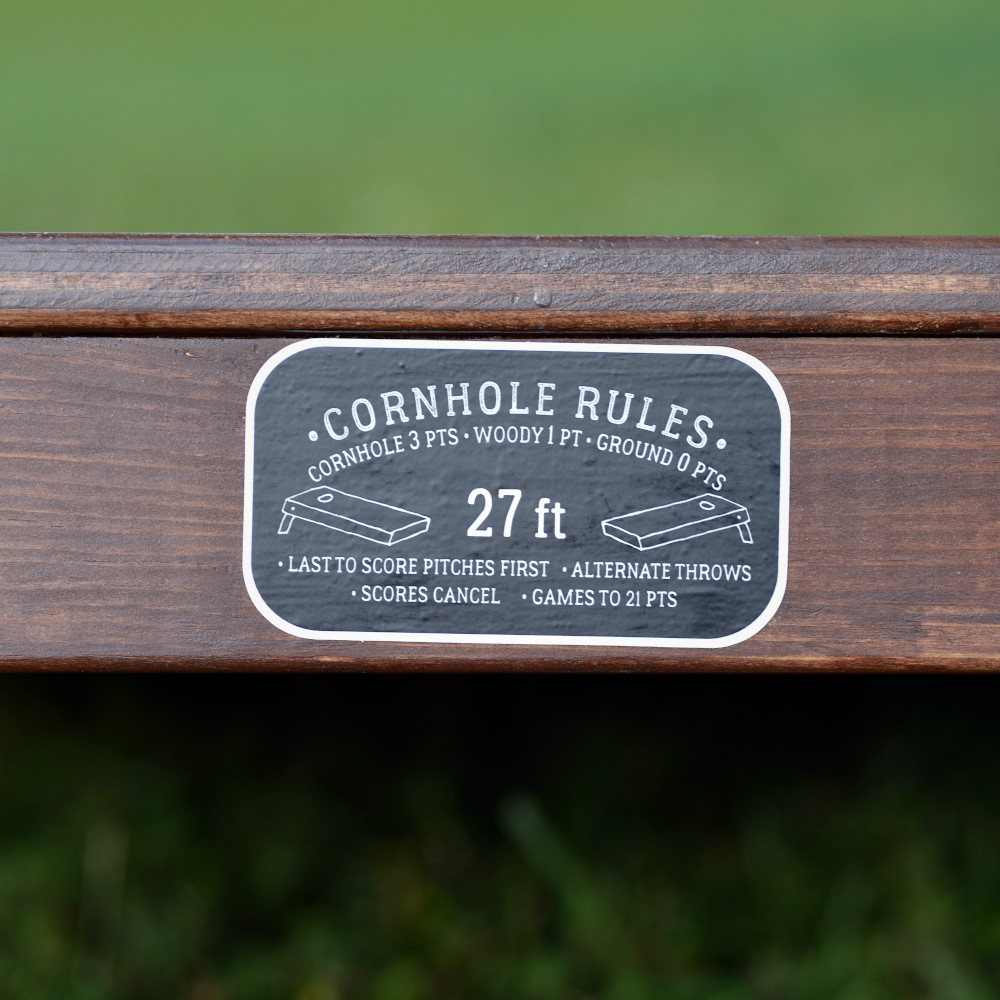 • CORNHOLE RULES •
CORNHOLE 3 PTS • WOODY 1 PT • GROUND 0 PTS
27 ft
• LAST TO SCORE PITCHES FIRST • ALTERNATE THROWS
• SCORES CANCEL • GAMES TO 21 PTS